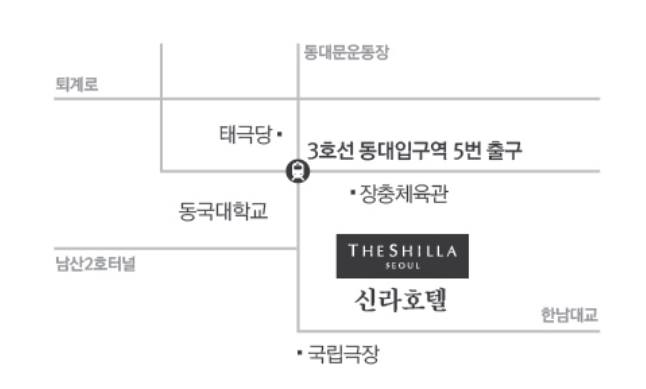 동대문운동장
퇴계로
태극당
3호선 동대입구역 5번 출구
장충체육관
동국대학교
THE SHILLA
SEOUL
남산2호터널
신라호텔
한남대교
국립극장